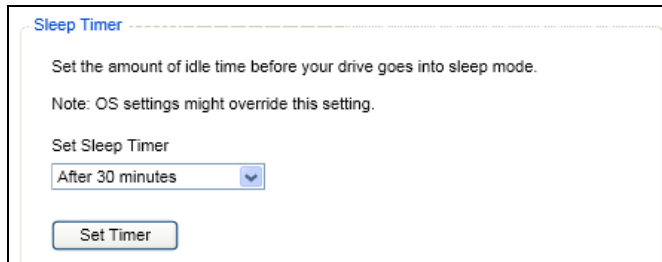 Sleep Timer
Set the amount of idle time before your drive goes into sleep mode.
Note: OS settings might override this setting.
Set Sleep Timer
After 30 minutes
Set Timer